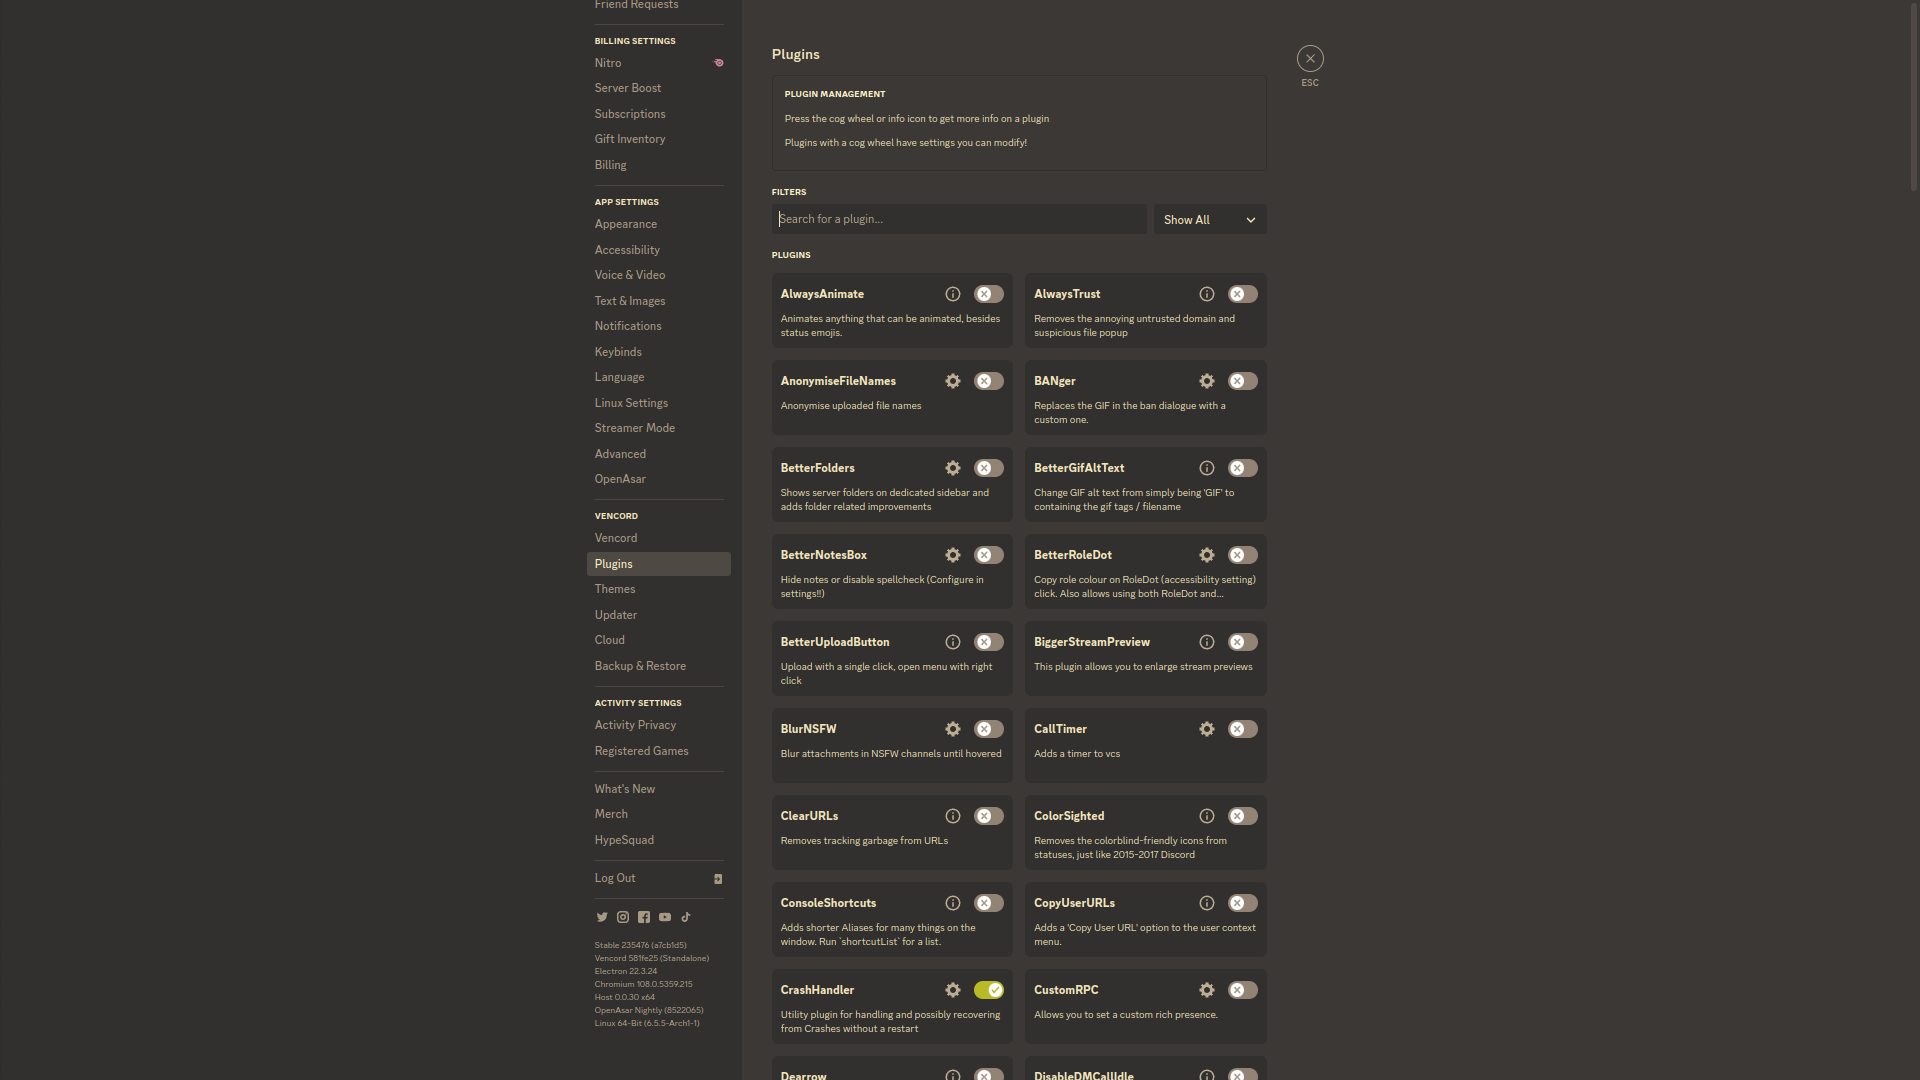 Friend Requests
BILLING SETTINGS
Nitro
Server Boost
Subscriptions
Gift Inventory
Billing
APP SETTINGS
Appearance
Accessibility
Voice & Video
Text & Images
Notifications
Keybinds
Language
Linux Settings
Streamer Mode
Advanced
OpenAsar
VENCORD
Vencord
Plugins
Themes
Updater
Cloud
Backup & Restore
ACTIVITY SETTINGS
Activity Privacy
Registered Games
What's New
Merch
HypeSquad
Log Out
Stable 235476 (a7cb1d5)
Vencord 581fe25 (Standalone)
Electron 22.3.24
Chromium 108.0.5359.215
Host 0.0.30 x64
OpenAsar Nightly (8522065)
Linux 64-Bit (6.5.5-Arch1-1)
Plugins
ESC
PLUGIN MANAGEMENT
Press the cog wheel or info icon to get more info on a plugin
Plugins with a cog wheel have settings you can modify!
FILTERS
Search for a plugin...
Show All
PLUGINS
AlwaysAnimate
Animates anything that can be animated, besides
status emojis.
AlwaysTrust
Removes the annoying untrusted domain and
suspicious file popup
AnonymiseFileNames
Anonymise uploaded file names
BANger
Replaces the GIF in the ban dialogue with a
custom one.
BetterFolders
Shows server folders on dedicated sidebar and
adds folder related improvements
BetterGifAltText
Change GIF alt text from simply being 'GIF' to
containing the gif tags / filename
BetterNotesBox
Hide notes or disable spellcheck (Configure in
settings!!)
BetterRoleDot
Copy role colour on RoleDot (accessibility setting)
click. Also allows using both RoleDot and...
BetterUploadButton
Upload with a single click, open menu with right
click
BiggerStreamPreview
This plugin allows you to enlarge stream previews
BlurNSFW
Blur attachments in NSFW channels until hovered
CallTimer
Adds a timer to vcs
ClearURLs
Removes tracking garbage from URLs
ColorSighted
Removes the colorblind-friendly icons from
statuses, just like 2015-2017 Discord
ConsoleShortcuts
Adds shorter Aliases for many things on the
window. Run `shortcutList` for a list.
CopyUserURLs
Adds a 'Copy User URL' option to the user context
menu.
CrashHandler
Utility plugin for handling and possibly recovering
from Crashes without a restart
CustomRPC
Allows you to set a custom rich presence.
Dearrow
DisableDMCallIdle